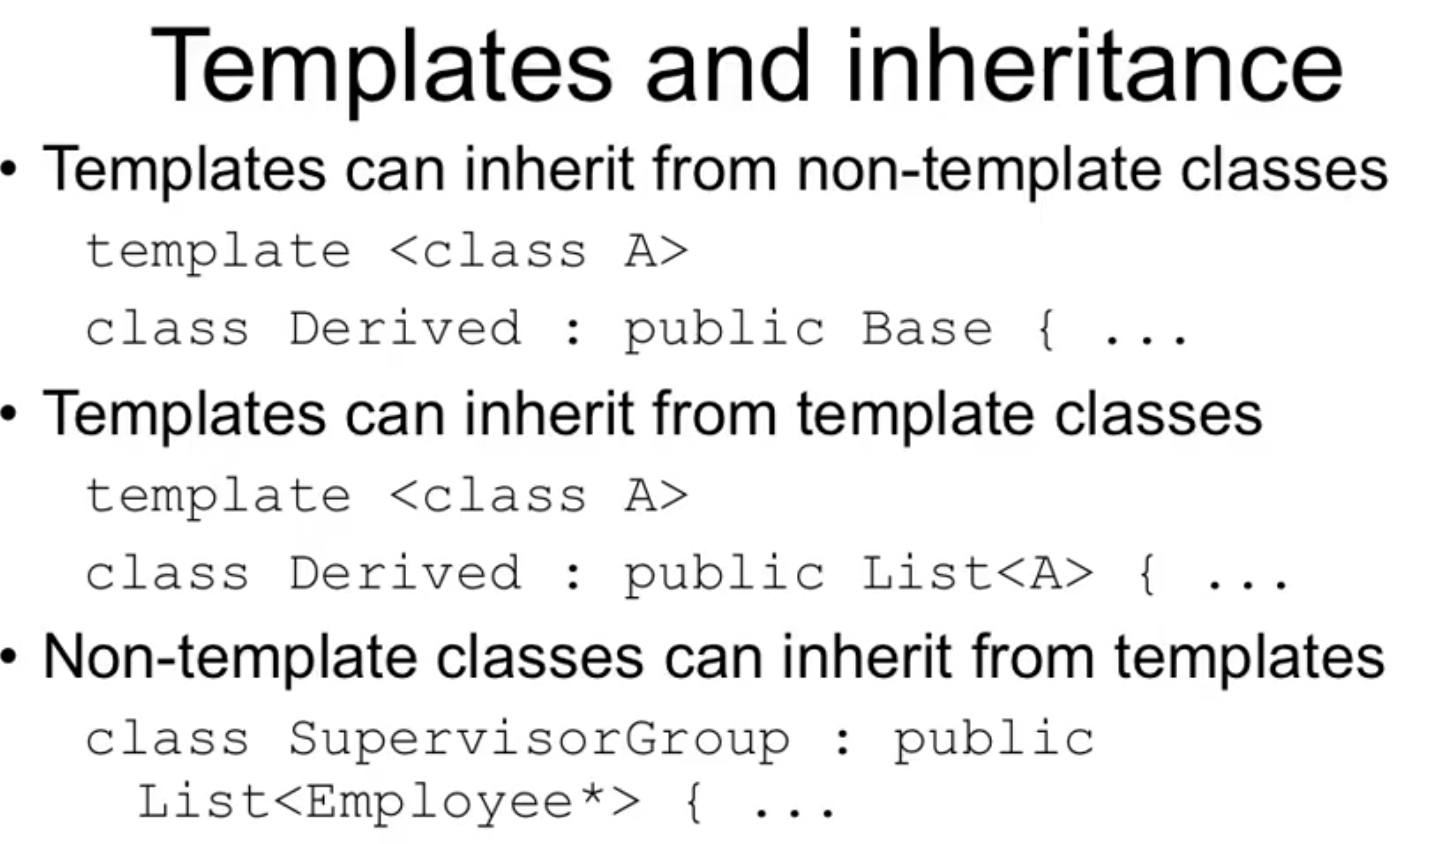 Templates and inheritance
• Templates can inherit from non-template classes
template <class A>
class Derived : public Base { ...
• Templates can inherit from template classes
template <class A>
class Derived : public List<A> { ...
• Non-template classes can inherit from templates
class SupervisorGroup : public
List<Employee*> { ...